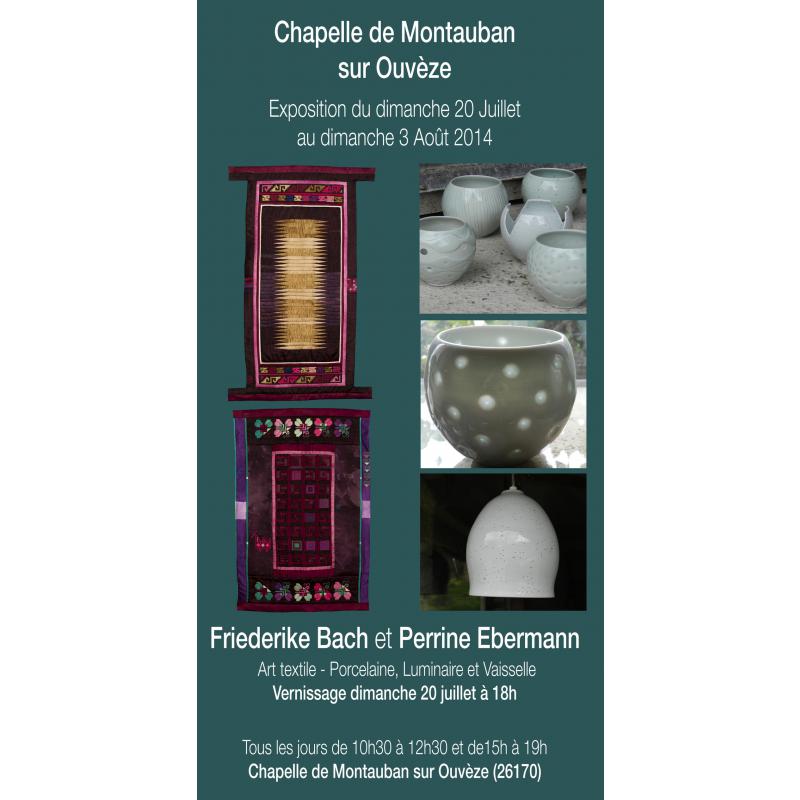 Chapelle de Montauban
sur Ouvèze
Exposition du dimanche 20 Juillet
au dimanche 3 Août 2014
Friederike Bach et Perrine Ebermann
Art textile - Porcelaine, Luminaire et Vaisselle
Vernissage dimanche 20 juillet à 18h
Tous les jours de 10h30 à 12h30 et de15h à 19h
Chapelle de Montauban sur Ouvèze (26170)